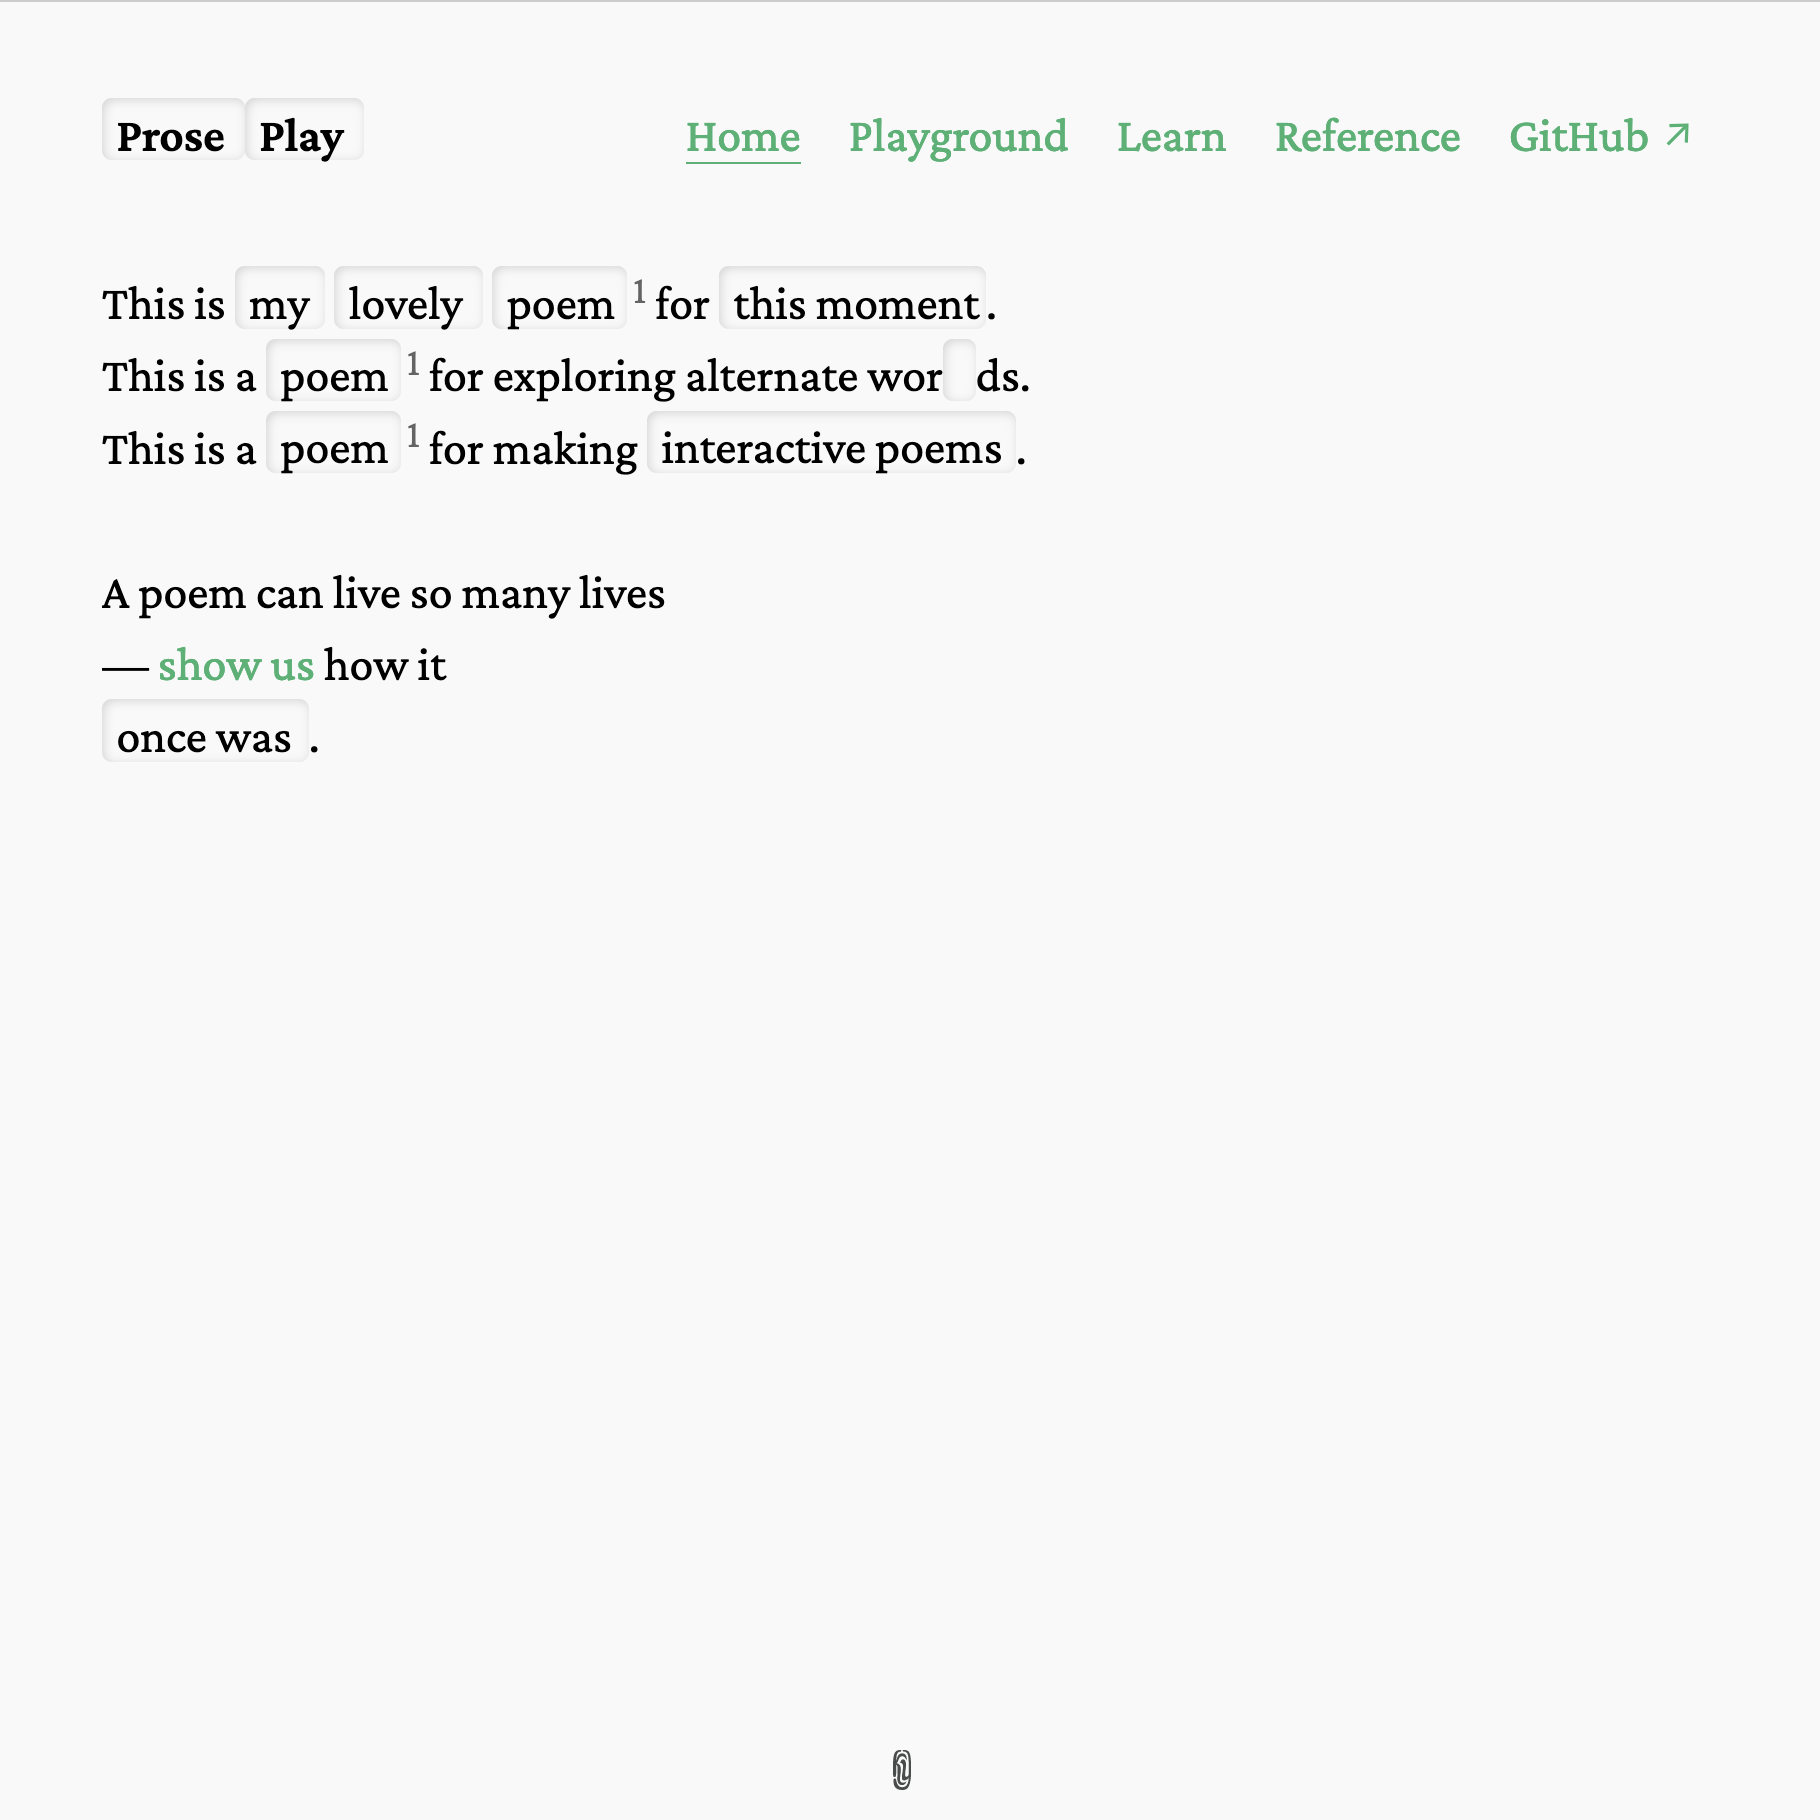 Prose Play
Home Playground Learn Reference GitHub ↗
This is my lovely poem 1 for this moment.
This is a poem 1 for exploring alternate wor ds.
This is a poem 1 for making interactive poems .
A poem can live so many lives
— show us how it
once was .